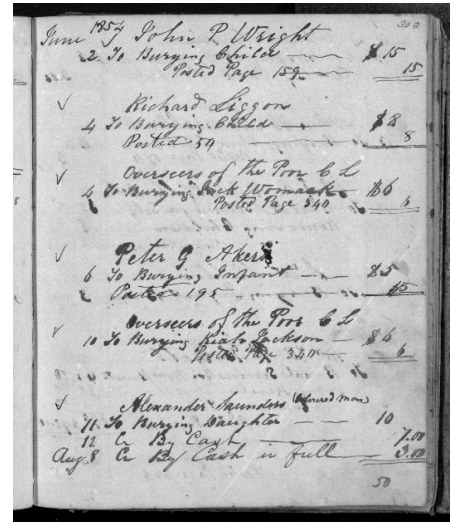 June 1857 John P Wright
2 To Burying Child $15
Posted Page 159 15
✓ Richard Liggon
4 To Burying Child $8
Posted 54 8
✓ Overseers of the Poor C L
4 To Burying Jack Womack $6
Posted Page 340 6
✓ Peter G Akers
6 To Burying Infant $5
Posted 195 $5
✓ Overseers of the Poor C L
10 To Burying Jackson $6
Posted Page 340 6
✓ Alexander Saunders (Coloured man)
11 To Burying Daughter 10
12 Cr By Cash 7.00
Aug 8 Cr By Cash in full 3.00
50